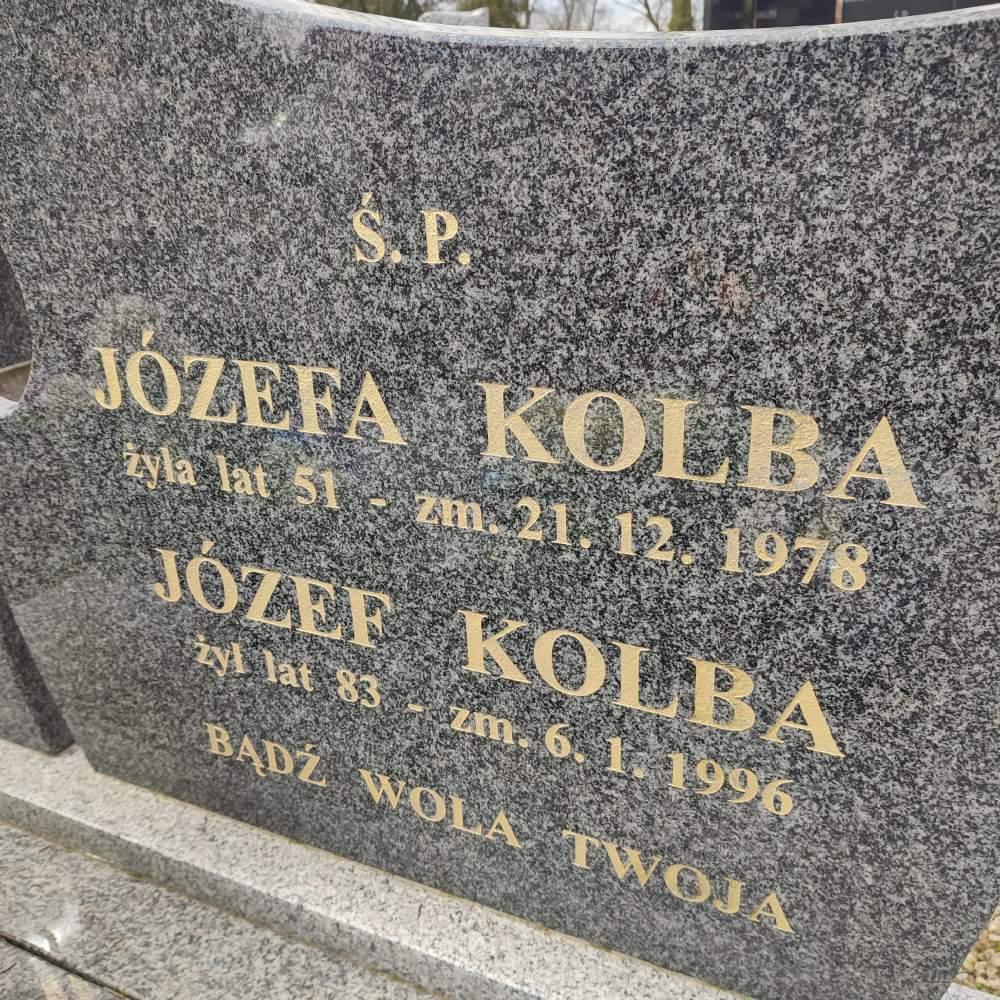 Ś. P.
JÓZEFA KOLBA
żyła lat 51 - zm. 21. 12. 1978
JÓZEF KOLBA
żył lat 83 - zm. 6. 1. 1996
BĄDŹ WOLA TWOJA